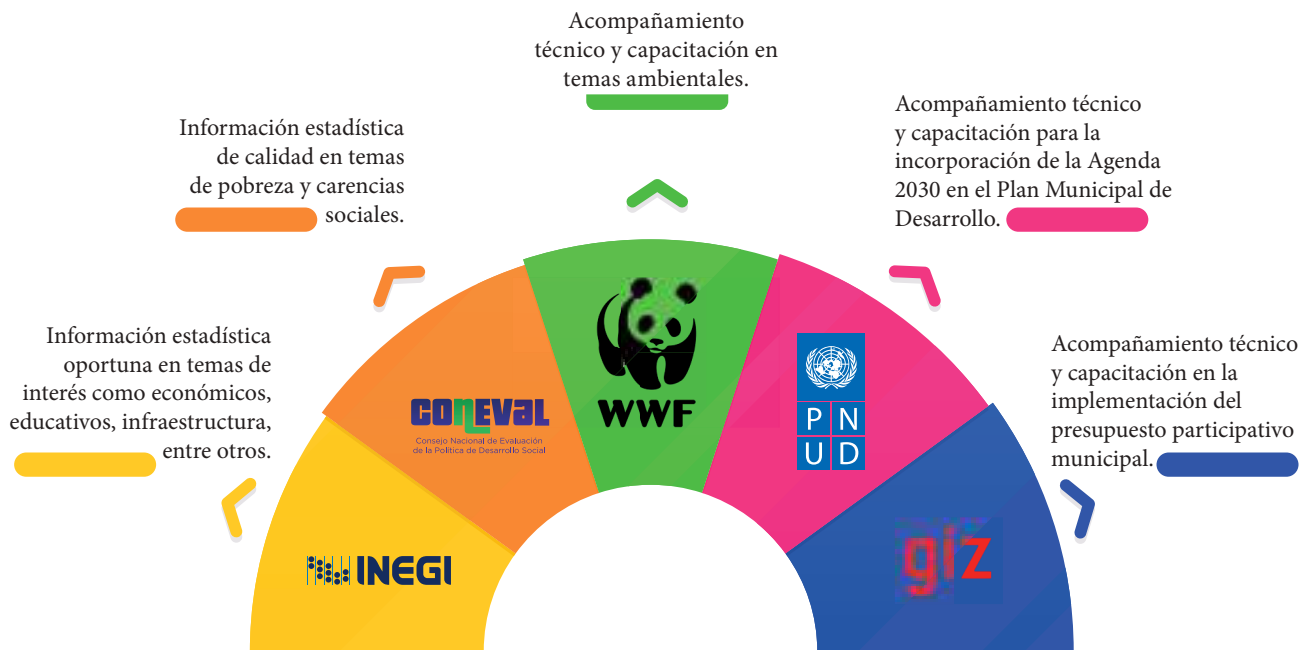 Acompañamiento
técnico y capacitación en
temas ambientales.
Información estadística
de calidad en temas
de pobreza y carencias
sociales.
Acompañamiento técnico
y capacitación para la
incorporación de la Agenda
2030 en el Plan Municipal de
Desarrollo.
Información estadística
oportuna en temas de
interés como económicos,
educativos, infraestructura,
entre otros.
Acompañamiento técnico
y capacitación en la
implementación del
presupuesto participativo
municipal.
CONEVAL
Consejo Nacional de Evaluación
de la Política de Desarrollo Social
WWF
P N
U D
INEGI
giz